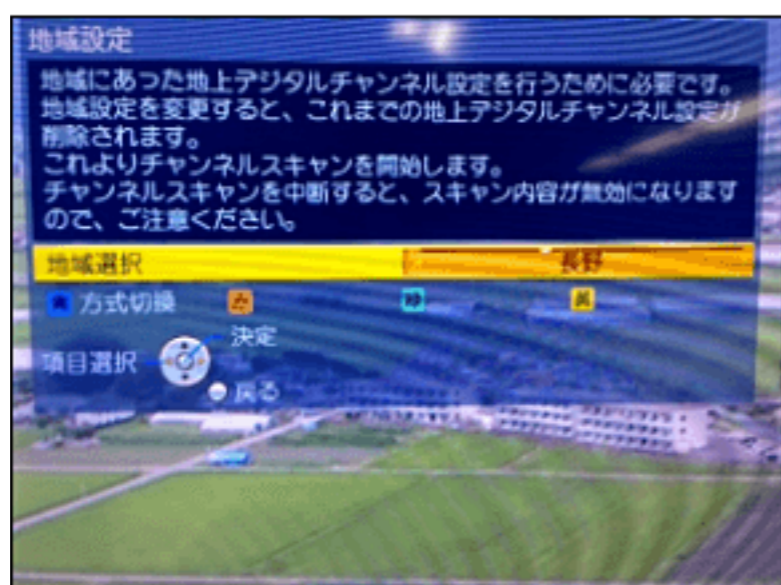 地域設定
地域にあった地上デジタルチャンネル設定を行うために必要です。
地域設定を変更すると、これまでの地上デジタルチャンネル設定が
削除されます。
これよりチャンネルスキャンを開始します。
チャンネルスキャンを中断すると、スキャン内容が無効になります
ので、ご注意ください。
地域選択 長野
青 方式切換 赤 緑 黄
項目選択 決定
戻る